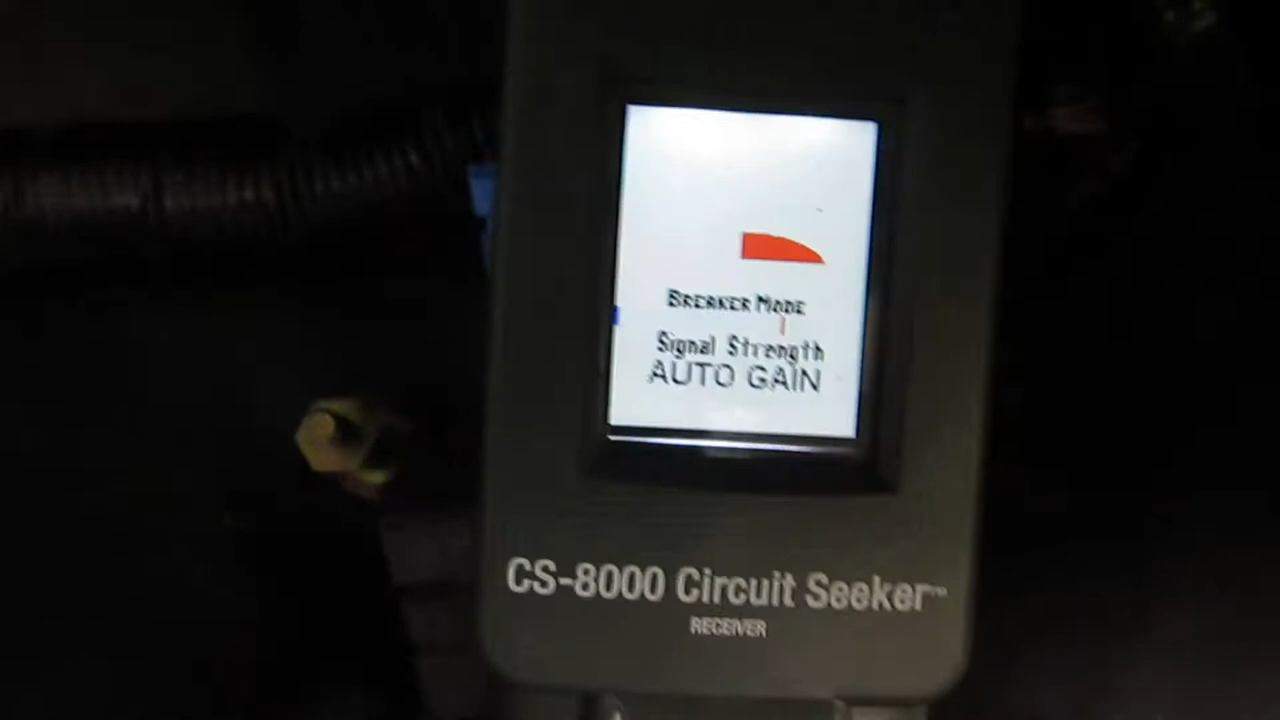 BREAKER MODE
Signal Strength
AUTO GAIN
CS-8000 Circuit Seeker™
RECEIVER